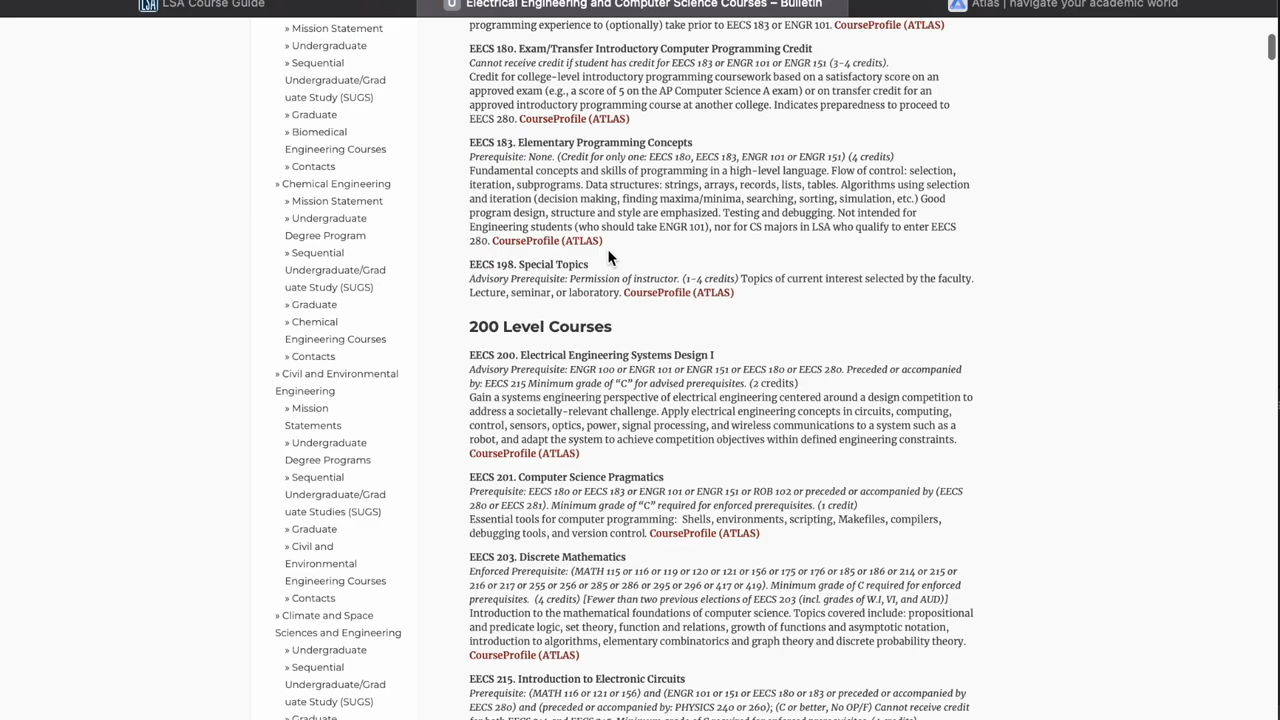 LSA Course Guide
U Electrical Engineering and Computer Science Courses – Bulletin
Atlas | navigate your academic world
» Mission Statement
» Undergraduate
» Sequential
Undergraduate/Grad
uate Study (SUGS)
» Graduate
» Biomedical
Engineering Courses
» Contacts
» Chemical Engineering
» Mission Statement
» Undergraduate
Degree Program
» Sequential
Undergraduate/Grad
uate Study (SUGS)
» Graduate
» Chemical
Engineering Courses
» Contacts
» Civil and Environmental
Engineering
» Mission
Statements
» Undergraduate
Degree Programs
» Sequential
Undergraduate/Grad
uate Studies (SUGS)
» Graduate
» Civil and
Environmental
Engineering Courses
» Contacts
» Climate and Space
Sciences and Engineering
» Undergraduate
» Sequential
Undergraduate/Grad
uate Study (SUGS)
» Graduate
programming experience to (optionally) take prior to EECS 183 or ENGR 101. CourseProfile (ATLAS)
EECS 180. Exam/Transfer Introductory Computer Programming Credit
Cannot receive credit if student has credit for EECS 183 or ENGR 101 or ENGR 151 (3-4 credits).
Credit for college-level introductory programming coursework based on a satisfactory score on an
approved exam (e.g., a score of 5 on the AP Computer Science A exam) or on transfer credit for an
approved introductory programming course at another college. Indicates preparedness to proceed to
EECS 280. CourseProfile (ATLAS)
EECS 183. Elementary Programming Concepts
Prerequisite: None. (Credit for only one: EECS 180, EECS 183, ENGR 101 or ENGR 151) (4 credits)
Fundamental concepts and skills of programming in a high-level language. Flow of control: selection,
iteration, subprograms. Data structures: strings, arrays, records, lists, tables. Algorithms using selection
and iteration (decision making, finding maxima/minima, searching, sorting, simulation, etc.) Good
program design, structure and style are emphasized. Testing and debugging. Not intended for
Engineering students (who should take ENGR 101), nor for CS majors in LSA who qualify to enter EECS
280. CourseProfile (ATLAS)
EECS 198. Special Topics
Advisory Prerequisite: Permission of instructor. (1-4 credits) Topics of current interest selected by the faculty.
Lecture, seminar, or laboratory. CourseProfile (ATLAS)
200 Level Courses
EECS 200. Electrical Engineering Systems Design I
Advisory Prerequisite: ENGR 100 or ENGR 101 or ENGR 151 or EECS 180 or EECS 280. Preceded or accompanied
by: EECS 215 Minimum grade of “C” for advised prerequisites. (2 credits)
Gain a systems engineering perspective of electrical engineering centered around a design competition to
address a societally-relevant challenge. Apply electrical engineering concepts in circuits, computing,
control, sensors, optics, power, signal processing, and wireless communications to a system such as a
robot, and adapt the system to achieve competition objectives within defined engineering constraints.
CourseProfile (ATLAS)
EECS 201. Computer Science Pragmatics
Prerequisite: EECS 180 or EECS 183 or ENGR 101 or ENGR 151 or ROB 102 or preceded or accompanied by (EECS
280 or EECS 281). Minimum grade of “C” required for enforced prerequisites. (1 credit)
Essential tools for computer programming: Shells, environments, scripting, Makefiles, compilers,
debugging tools, and version control. CourseProfile (ATLAS)
EECS 203. Discrete Mathematics
Enforced Prerequisite: (MATH 115 or 116 or 119 or 120 or 121 or 156 or 175 or 176 or 185 or 186 or 214 or 215 or
216 or 217 or 255 or 256 or 285 or 286 or 295 or 296 or 417 or 419). Minimum grade of C required for enforced
prerequisites. (4 credits) [Fewer than two previous elections of EECS 203 (incl. grades of W.I, VI, and AUD)]
Introduction to the mathematical foundations of computer science. Topics covered include: propositional
and predicate logic, set theory, function and relations, growth of functions and asymptotic notation,
introduction to algorithms, elementary combinatorics and graph theory and discrete probability theory.
CourseProfile (ATLAS)
EECS 215. Introduction to Electronic Circuits
Prerequisite: (MATH 116 or 121 or 156) and (ENGR 101 or 151 or EECS 180 or 183 or preceded or accompanied by
EECS 280) and (preceded or accompanied by: PHYSICS 240 or 260); (C or better, No OP/F) Cannot receive credit